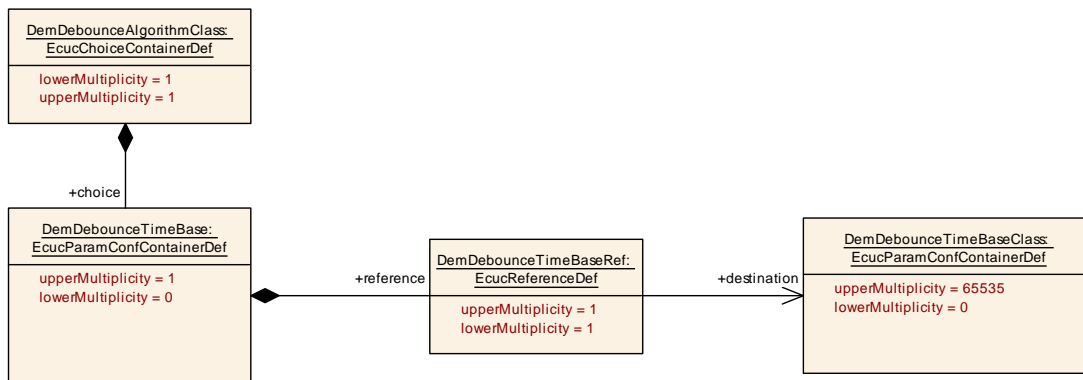 DemDebounceAlgorithmClass:
EcucChoiceContainerDef
lowerMultiplicity = 1
upperMultiplicity = 1
+choice
DemDebounceTimeBase:
EcucParamConfContainerDef
upperMultiplicity = 1
lowerMultiplicity = 0
+reference
DemDebounceTimeBaseRef:
EcucReferenceDef
upperMultiplicity = 1
lowerMultiplicity = 1
+destination
DemDebounceTimeBaseClass:
EcucParamConfContainerDef
upperMultiplicity = 65535
lowerMultiplicity = 0